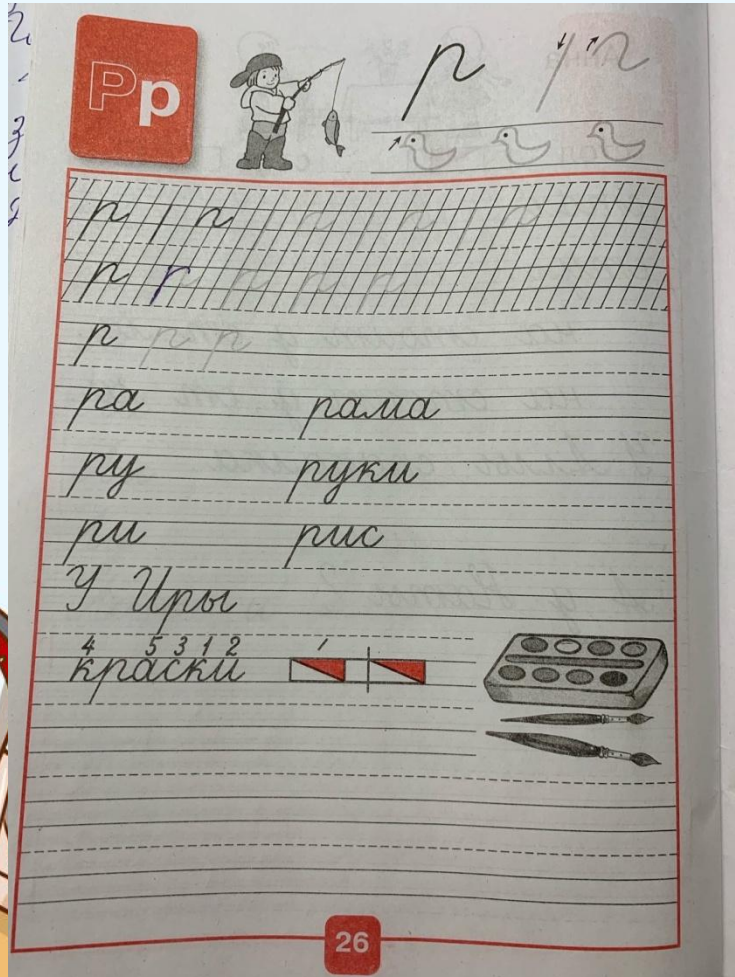 Рр р
р р
р р
р р р
ра рама
ру руки
ри рис
У Иры
4 5 3 1 2
краски
26